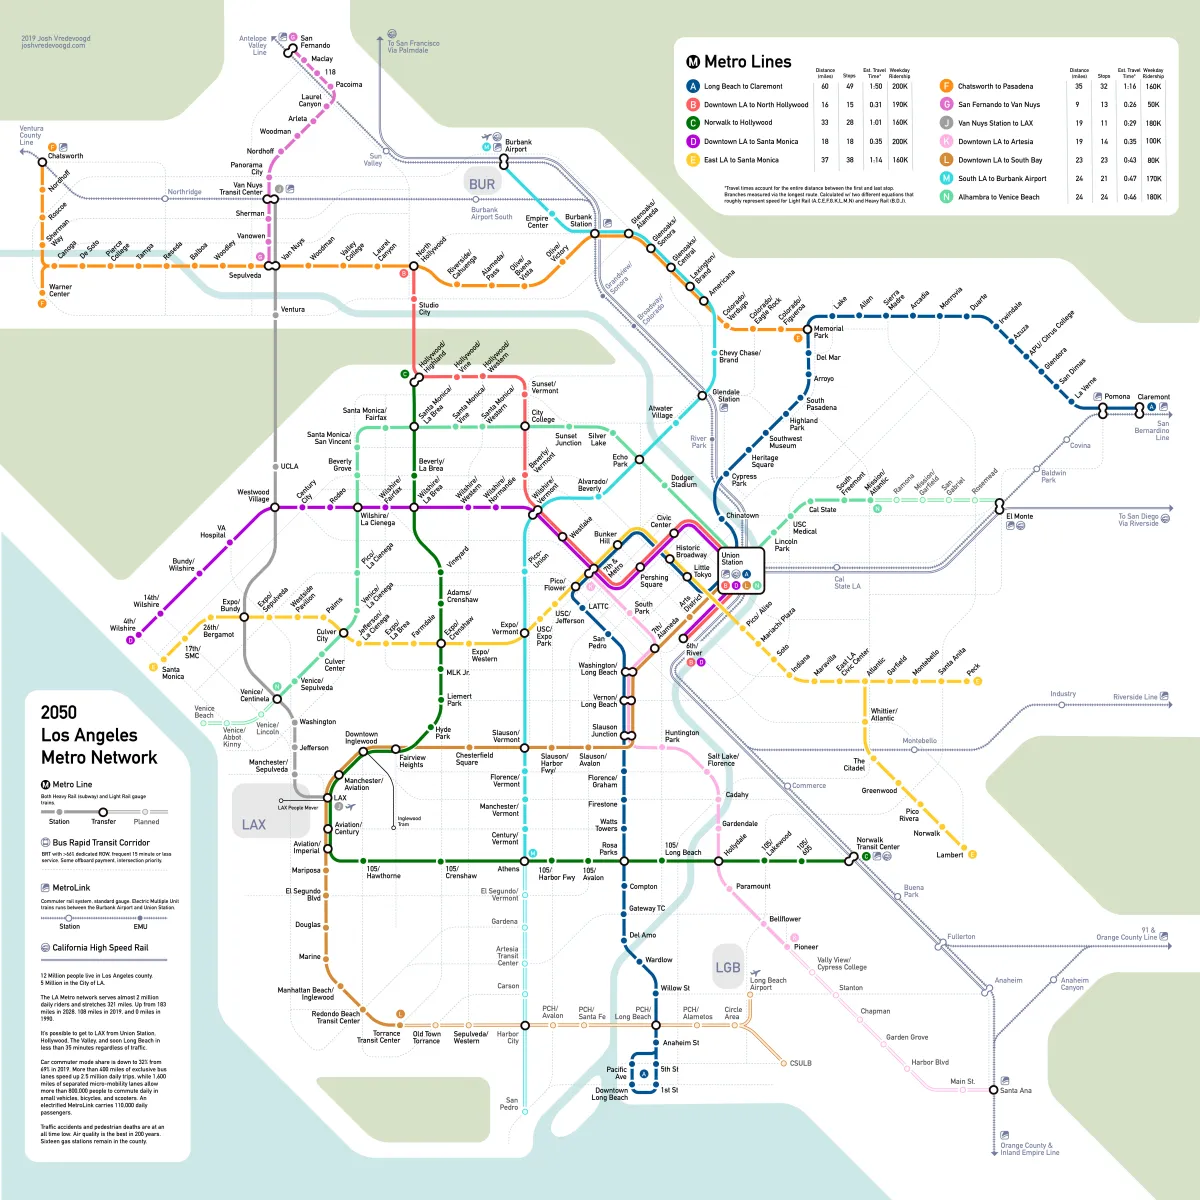 2019 Josh Vredevoogd
joshvredevoogd.com
Antelope
Valley
Line
G
San
Fernando
Maclay
118
Pacoima
Laurel
Canyon
Arleta
Woodman
Nordhoff
Panorama
City
Van Nuys
Transit Center
J
Sherman
Vanowen
G
Sepulveda
To San Francisco
Via Palmdale
Sun
Valley
Ventura
County
Line
F
Chatsworth
Nordhoff
Roscoe
Sherman
Way
Canoga
De Soto
Pierce
College
Tampa
Reseda
Balboa
Woodley
Warner
Center
F
Northridge
Van Nuys
Woodman
Valley
College
Laurel
Canyon
North
Hollywood
B
Riverside/
Cahuenga
Alameda/
Pass
Olive/
Buena
Vista
Olive/
Victory
M
Burbank
Airport
BUR
Burbank
Airport South
Empire
Center
Burbank
Station
Glenoaks/
Alameda
Glenoaks/
Sonora
Glenoaks/
Central
Lexington/
Brand
Americana
Colorado/
Verdugo
Colorado/
Eagle Rock
Colorado/
Figueroa
F
Memorial
Park
Grandview/
Sonora
Broadway/
Colorado
Chevy Chase/
Brand
Glendale
Station
Atwater
Village
River
Park
M Metro Lines
Distance
(miles)
Stops
Est. Travel
Time*
Weekday
Ridership
A Long Beach to Claremont 60 49 1:50 200K
B Downtown LA to North Hollywood 16 15 0.31 190K
C Norwalk to Hollywood 33 28 1.01 160K
D Downtown LA to Santa Monica 18 18 0.35 200K
E East LA to Santa Monica 37 38 1:14 160K
Distance
(miles)
Stops
Est. Travel
Time*
Weekday
Ridership
F Chatsworth to Pasadena 35 32 1:16 160K
G San Fernando to Van Nuys 9 13 0:26 50K
J Van Nuys Station to LAX 19 11 0:29 180K
K Downtown LA to Artesia 19 14 0:35 100K
L Downtown LA to South Bay 23 23 0:43 80K
M South LA to Burbank Airport 24 21 0:47 170K
N Alhambra to Venice Beach 24 24 0:46 180K
*Travel times account for the entire distance between the first and last stop.
Branches measured via the longest route. Calculated w/ two different equations that
roughly represent speed for Light Rail (A,C,E,F,G,K,L,M,N) and Heavy Rail (B,D,J).
Lake
Allen
Sierra
Madre
Arcadia
Monrovia
Duarte
Irwindale
Azuza
APU/ Citrus College
Glendora
San Dimas
La Verne
Pomona
Claremont
A
San
Bernardino
Line
Covina
Baldwin
Park
Del Mar
Arroyo
South
Pasadena
Highland
Park
Southwest
Museum
Heritage
Square
Cypress
Park
Chinatown
Ventura
Studio
City
C
Hollywood/
Highland
Hollywood/
Vine
Hollywood/
Western
Sunset/
Vermont
City
College
Sunset
Junction
Silver
Lake
Echo
Park
Dodger
Stadium
Santa Monica/
Fairfax
Santa Monica/
La Brea
Santa Monica/
Vine
Santa Monica/
Western
Santa Monica/
San Vincent
Beverly
Grove
Beverly/
La Brea
Beverly/
Vermont
UCLA
Westwood
Village
Century
City
Rodeo
Wilshire/
Fairfax
Wilshire/
La Cienega
Wilshire/
La Brea
Wilshire/
Western
Wilshire/
Normandie
Wilshire/
Vermont
Alvarado/
Beverly
Westlake
Bunker
Hill
Civic
Center
Historic
Broadway
Little
Tokyo
7th &
Metro
Pershing
Square
K
Union
Station
A
B
D
L
N
South
Fremont
Cal State
Mission/
Atlantic
N
Ramona
Mission/
Garfield
San
Gabriel
Rosemead
El Monte
To San Diego
Via Riverside
USC
Medical
Lincoln
Park
Cal
State LA
VA
Hospital
Bundy/
Wilshire
14th/
Wilshire
4th/
Wilshire
D
E
Santa
Monica
17th/
SMC
26th/
Bergamot
Expo/
Bundy
Expo/
Sepulveda
Westside
Pavilion
Palms
Culver
City
Pico/
La Cienega
Venice/
La Cienega
Jefferson/
La Cienega
Expo/
La Brea
Farmdale
Expo/
Crenshaw
Expo/
Western
Expo/
Vermont
USC/
Expo
Park
USC/
Jefferson
Pico/
Flower
Pico-
Union
Vineyard
Adams/
Crenshaw
MLK Jr.
Liemert
Park
Hyde
Park
LATTC
San
Pedro
South
Park
7th/
Alameda
Arts
District
6th/
River
B
D
Pico/ Aliso
Mariachi Plaza
Soto
Indiana
Maravilla
East LA
Civic Center
Atlantic
Garfield
Montebello
Santa Anita
Peck
E
Whittier/
Atlantic
The
Citadel
Greenwood
Pico
Rivera
Norwalk
Lambert
E
Industry
Riverside Line
Montebello
Commerce
Culver
Center
Venice/
Sepulveda
N
Venice/
Centinela
Venice
Beach
Venice/
Abbot
Kinny
Venice/
Lincoln
Washington
Jefferson
Manchester/
Sepulveda
LAX
LAX People Mover
LAX
J
Downtown
Inglewood
Manchester/
Aviation
Fairview
Heights
Inglewood
Tram
Aviation/
Century
Aviation/
Imperial
Mariposa
El Segundo
Blvd
Douglas
Marine
Manhattan Beach/
Inglewood
Redondo Beach
Transit Center
L
Torrance
Transit Center
Old Town
Torrance
Sepulveda/
Western
Harbor
City
PCH/
Avalon
PCH/
Santa Fe
PCH/
Long Beach
PCH/
Alametos
Circle
Area
LGB
Long Beach
Airport
CSULB
Chesterfield
Square
Slauson/
Vermont
Slauson/
Harbor
Fwy/
Slauson/
Avalon
Slauson
Junction
Washington/
Long Beach
Vernon/
Long Beach
Huntington
Park
Salt Lake/
Florence
Cadahy
Gardendale
Hollydale
Florence/
Vermont
Manchester/
Vermont
Century/
Vermont
M
Athens
Florence/
Graham
Firestone
Watts
Towers
Rosa
Parks
105/
Hawthorne
105/
Crenshaw
105/
Harbor Fwy
105/
Avalon
105/
Long Beach
105/
Lakewood
105/
605
Norwalk
Transit Center
C
El Segundo/
Vermont
Gardena
Artesia
Transit
Center
Carson
San
Pedro
Compton
Gateway TC
Del Amo
Wardlow
Willow St
Anaheim St
Pacific
Ave
5th St
A
Downtown
Long Beach
1st St
Paramount
Bellflower
K
Pioneer
Vally View/
Cypress College
Stanton
Chapman
Garden Grove
Harbor Blvd
Main St.
Santa Ana
Buena
Park
Fullerton
91 &
Orange County Line
Anaheim
Anaheim
Canyon
Orange County &
Inland Empire Line
2050
Los Angeles
Metro Network
M Metro Line
Both Heavy Rail (subway) and Light Rail gauge
trains.
Station
Transfer
Planned
Bus Rapid Transit Corridor
BRT with >%60 dedicated ROW, frequent 15 minute or less
service. Some offboard payment, intersection priority.
MetroLink
Commuter rail system, standard gauge. Electric Multiple Unit
trains runs between the Burbank Airport and Union Station.
Station
EMU
California High Speed Rail
12 Million people live in Los Angeles county.
5 Million in the City of LA.
The LA Metro network serves almost 2 million
daily riders and stretches 321 miles. Up from 183
miles in 2028, 108 miles in 2019, and 0 miles in
1990.
It's possible to get to LAX from Union Station,
Hollywood, The Valley, and soon Long Beach in
less than 35 minutes regardless of traffic.
Car commuter mode share is down to 32% from
69% in 2019. More than 400 miles of exclusive bus
lanes speed up 2.5 million daily trips, while 1,600
miles of separated micro-mobility lanes allow
more than 800,000 people to commute daily in
small vehicles, bicycles, and scooters. An
electrified MetroLink carries 110,000 daily
passengers.
Traffic accidents and pedestrian deaths are at an
all time low. Air quality is the best in 200 years.
Sixteen gas stations remain in the county.